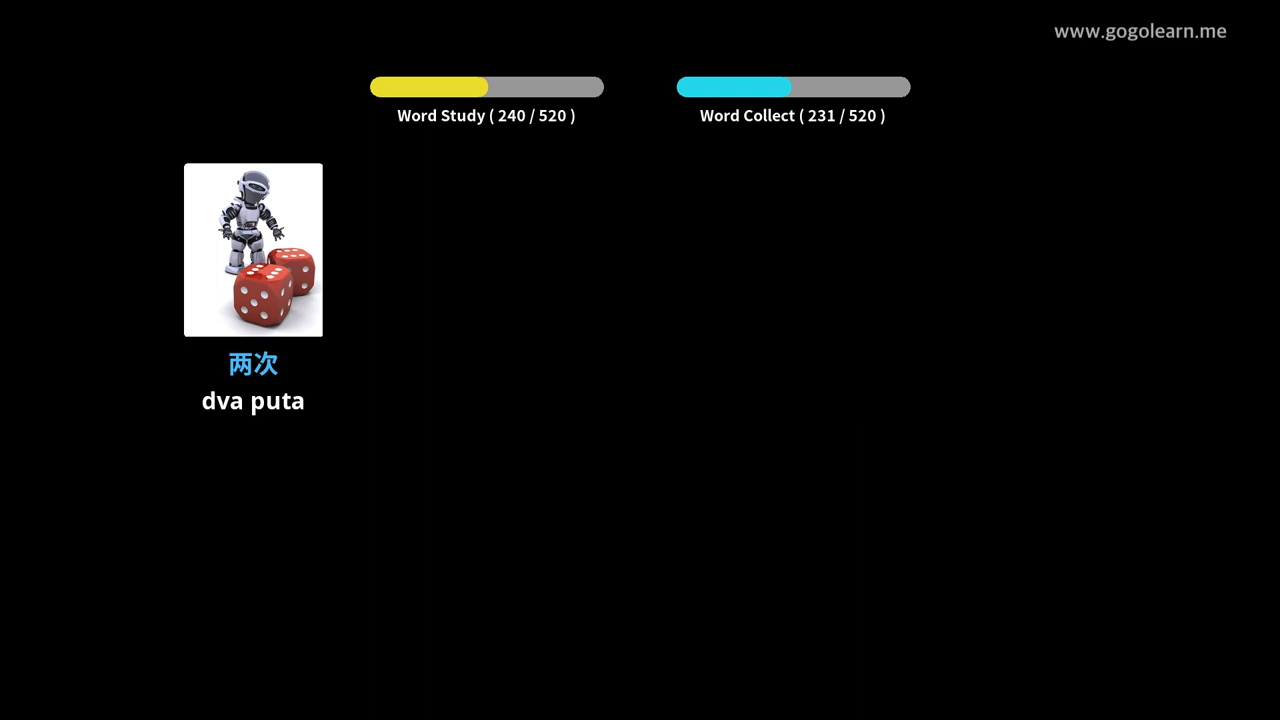 www.gogolearn.me
Word Study ( 240 / 520 )
Word Collect ( 231 / 520 )
两次
dva puta